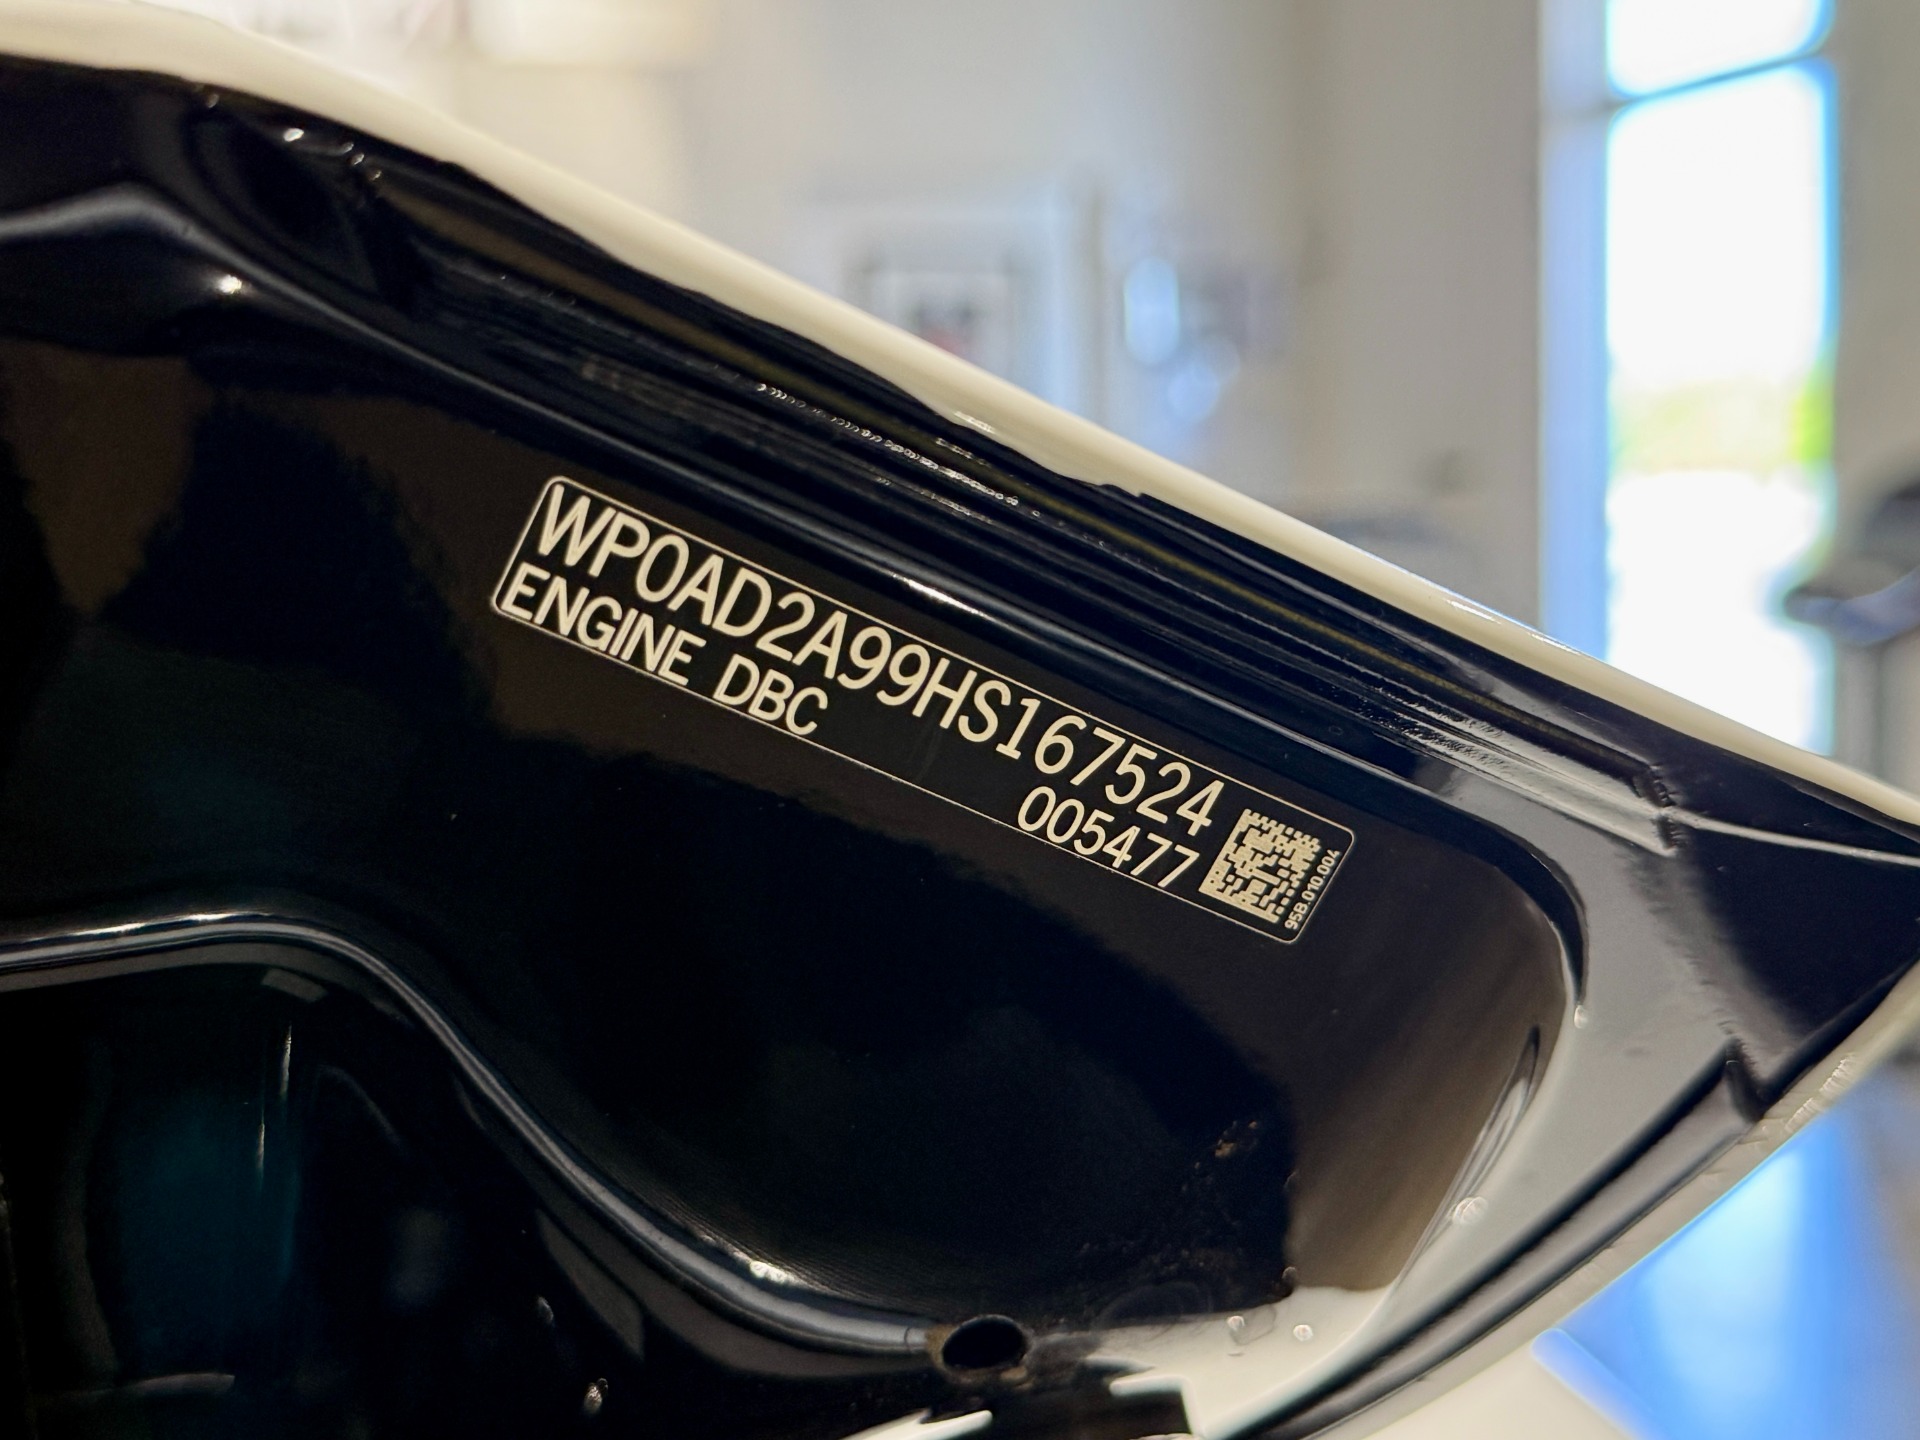 WP0AD2A99HS167524
ENGINE DBC
005477
95B.010.004